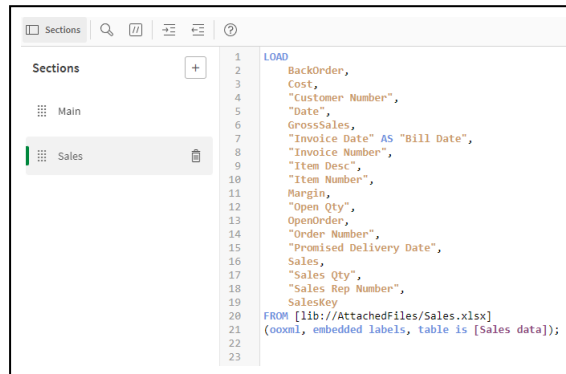 Sections
Sections
+
Main
Sales
1 LOAD
2 BackOrder,
3 Cost,
4 "Customer Number",
5 "Date",
6 GrossSales,
7 "Invoice Date" AS "Bill Date",
8 "Invoice Number",
9 "Item Desc",
10 "Item Number",
11 Margin,
12 "Open Qty",
13 OpenOrder,
14 "Order Number",
15 "Promised Delivery Date",
16 Sales,
17 "Sales Qty",
18 "Sales Rep Number",
19 SalesKey
20 FROM [lib://AttachedFiles/Sales.xlsx]
21 (ooxml, embedded labels, table is [Sales data]);
22
23